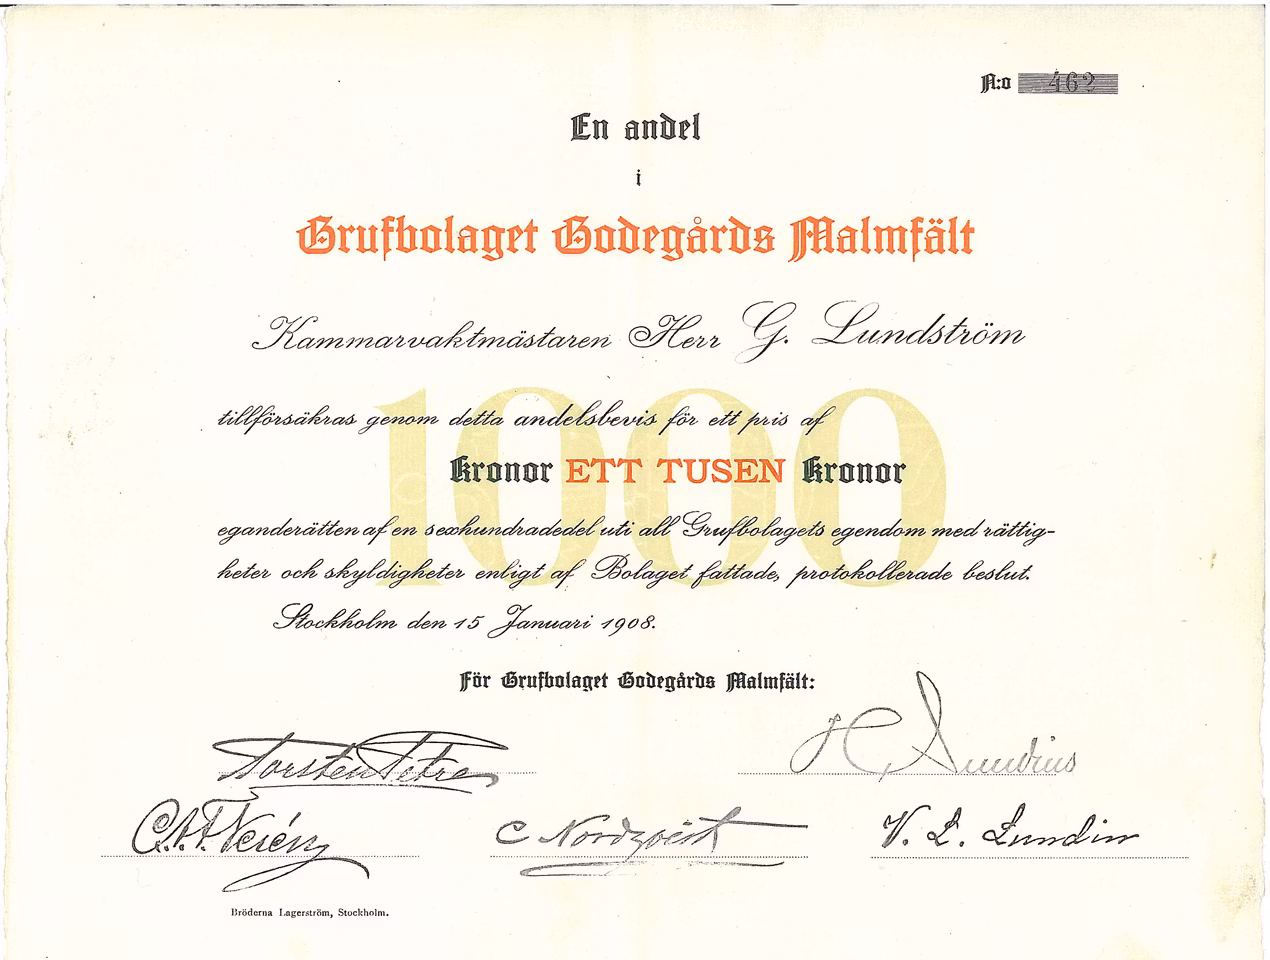 N:o 462
En andel
i
Grufbolaget Godegårds Malmfält
Kammarvaktmästaren Herr G. Lundström
1000
tillförsäkras genom detta andelsbevis för ett pris af
Kronor ETT TUSEN Kronor
eganderätten af en sexhundradedel uti all Grufbolagets egendom med rättig-
heter och skyldigheter enligt af Bolaget fattade, protokollerade beslut.
Stockholm den 15 Januari 1908.
För Grufbolaget Godegårds Malmfält:
Torsten Petre H Sundius
C Nordqvist V. L. Lundin
Bröderna Lagerström, Stockholm.